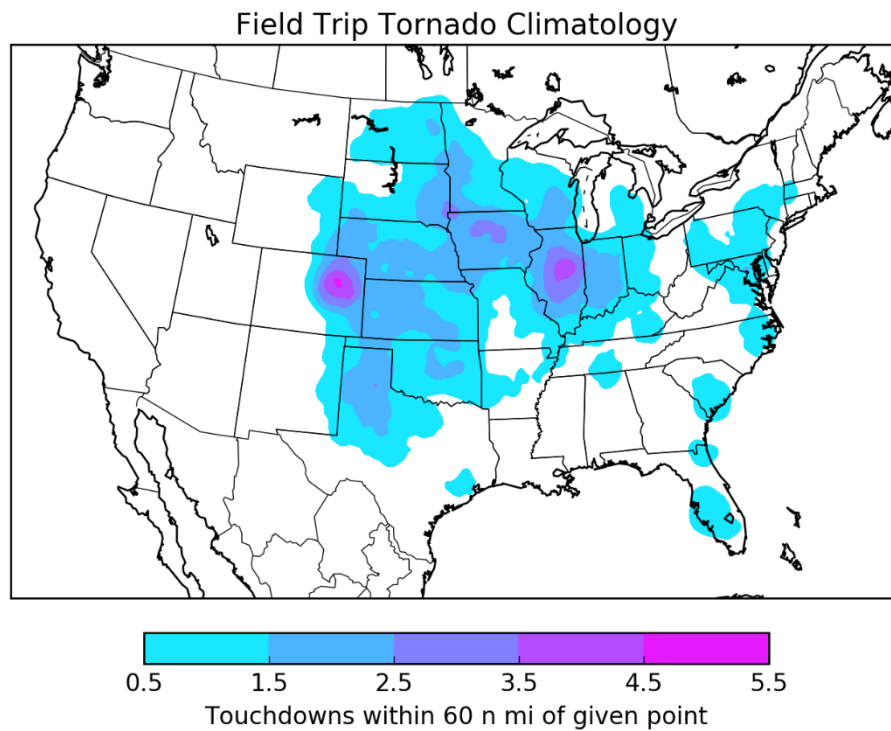 Field Trip Tornado Climatology
0.5 1.5 2.5 3.5 4.5 5.5
Touchdowns within 60 n mi of given point